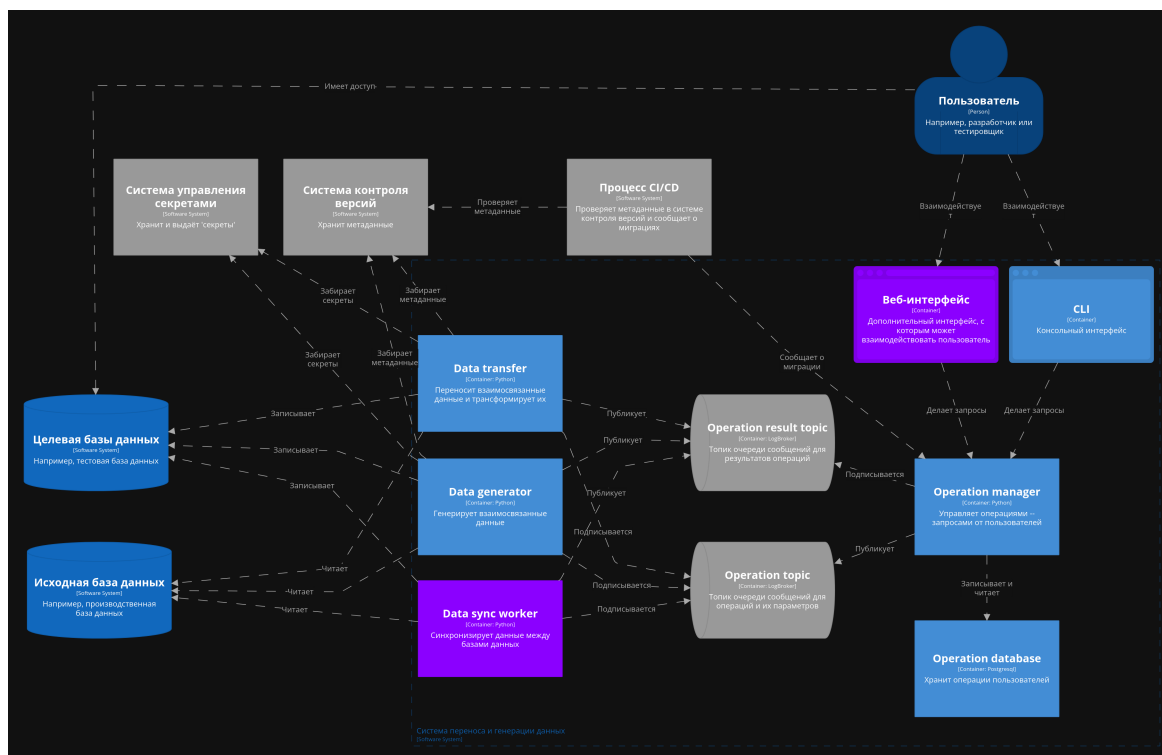 Имеет доступ
Пользователь
[Person]
Например, разработчик или
тестировщик
Система управления
секретами
[Software System]
Хранит и выдаёт 'секреты'
Система контроля
версий
[Software System]
Хранит метаданные
Проверяет
метаданные
Процесс CI/CD
[Software System]
Проверяет метаданные в системе
контроля версий и сообщает о
миграциях
Взаимодействуе
т
Взаимодействуе
т
Забирает
секреты
Забирает
метаданные
Веб-интерфейс
[Container]
Дополнительный интерфейс, с
которым может
взаимодействовать пользователь
CLI
[Container]
Консольный интерфейс
Забирает
секреты
Забирает
метаданные
Data transfer
[Container: Python]
Переносит взаимосвязанные
данные и трансформирует их
Сообщает о
миграции
Записывает
Публикует
Делает запросы
Делает запросы
Целевая базы данных
[Software System]
Например, тестовая база данных
Записывает
Публикует
Operation result topic
[Container: LogBroker]
Топик очереди сообщений для
результатов операций
Записывает
Data generator
[Container: Python]
Генерирует взаимосвязанные
данные
Публикует
Подписывается
Operation manager
[Container: Python]
Управляет операциями --
запросами от пользователей
Подписывается
Публикует
Исходная база данных
[Software System]
Например, производственная
база данных
Читает
Читает
Читает
Подписывается
Подписывается
Operation topic
[Container: LogBroker]
Топик очереди сообщений для
операций и их параметров
Записывает и
читает
Data sync worker
[Container: Python]
Синхронизирует данные между
базами данных
Operation database
[Container: Postgresql]
Хранит операции пользователей
Система переноса и генерации данных
[Software System]